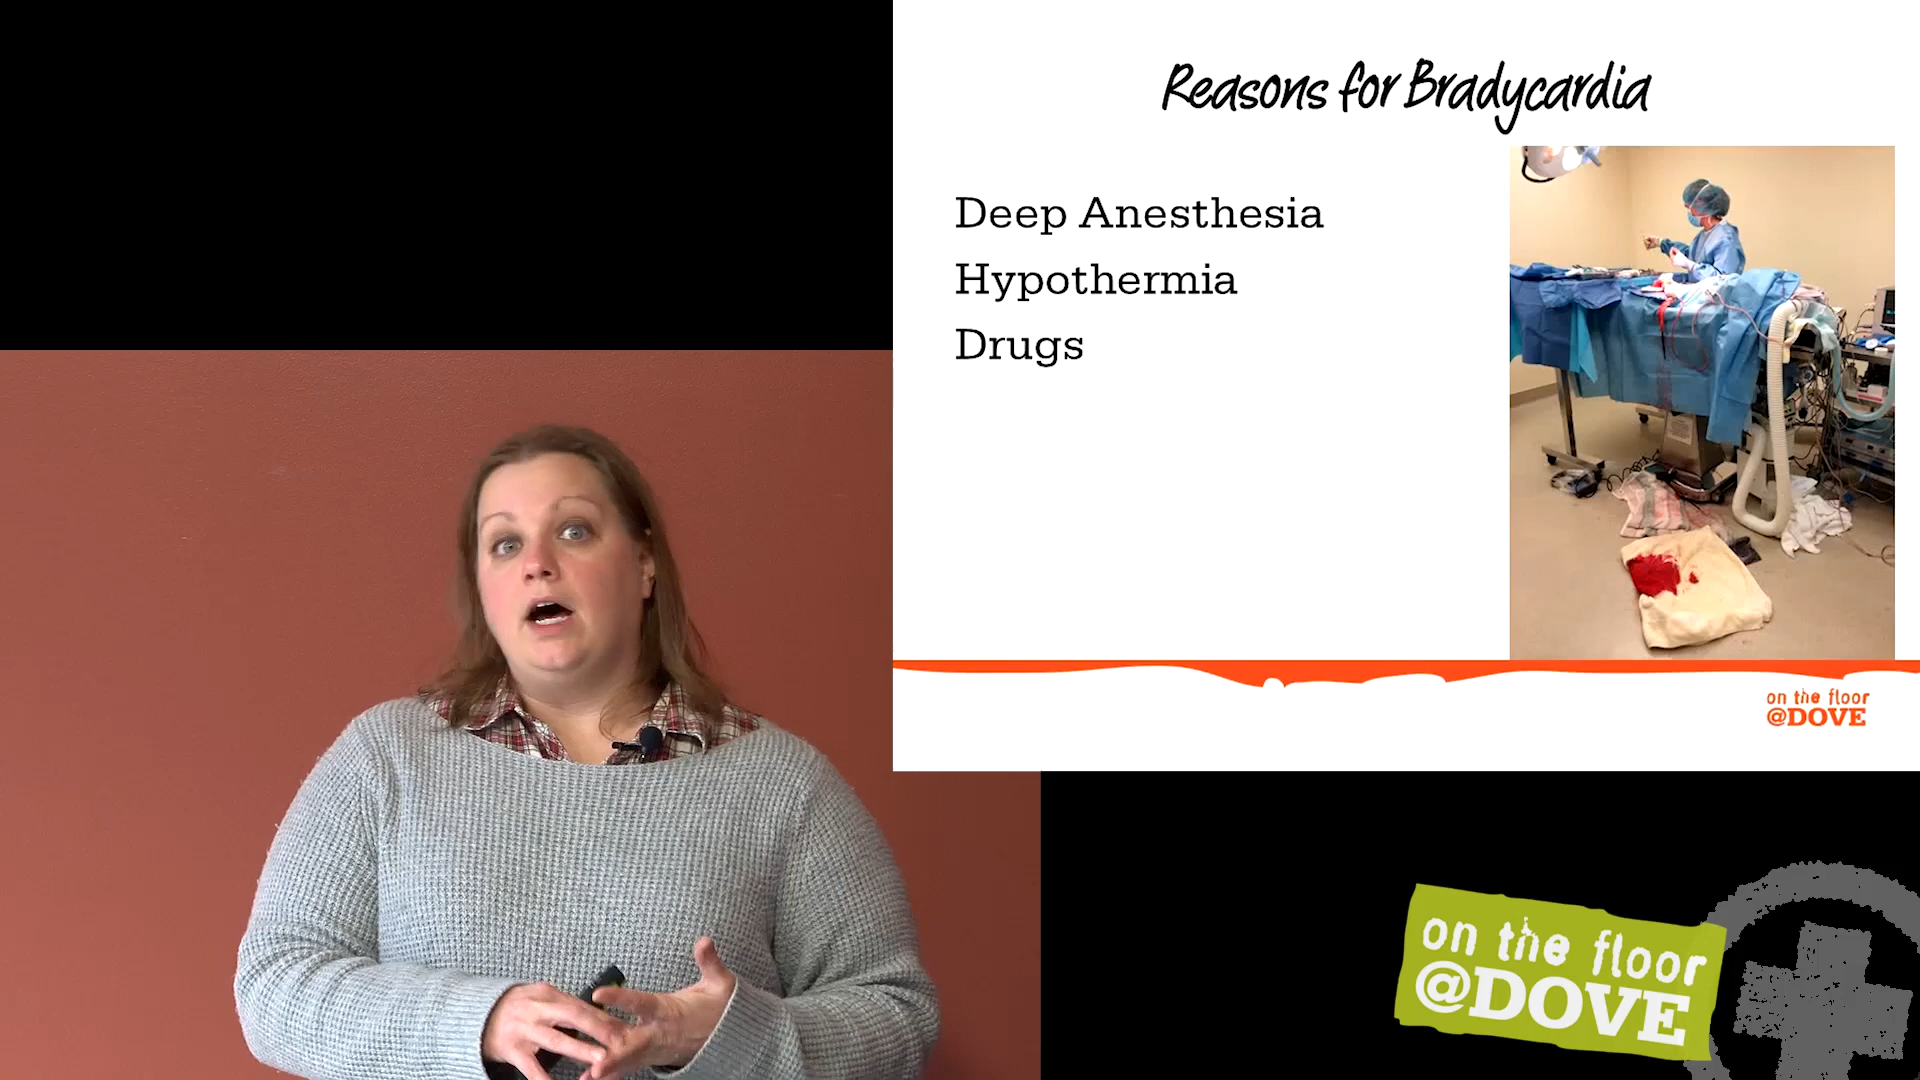 Reasons for Bradycardia
Deep Anesthesia
Hypothermia
Drugs
on the floor
@DOVE
on the floor
@DOVE